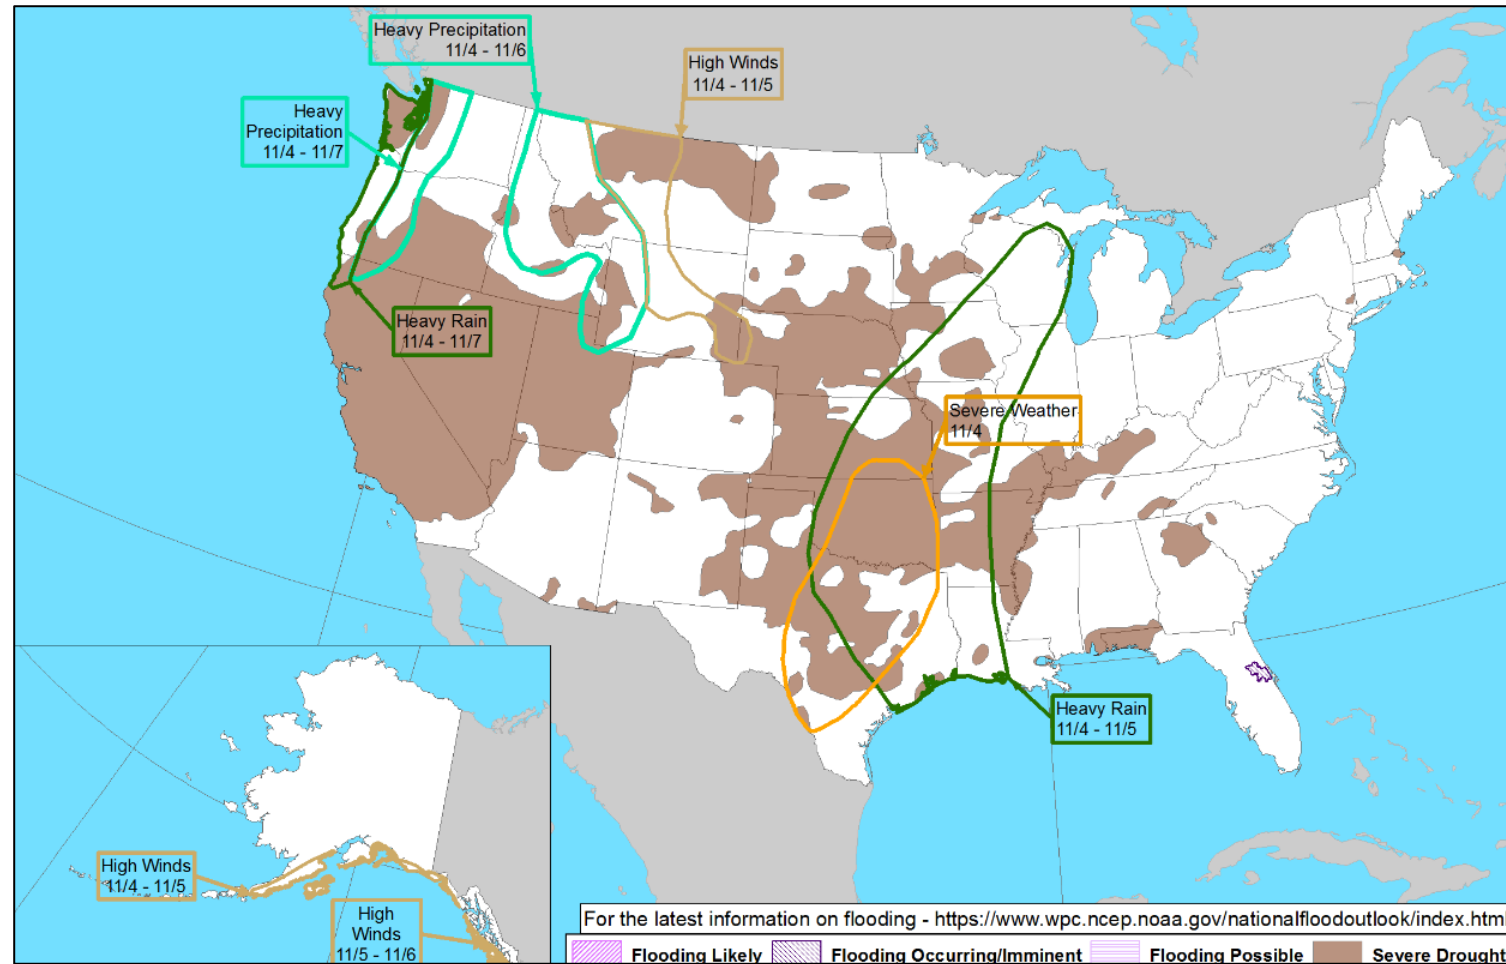 Heavy Precipitation
11/4 - 11/6
High Winds
11/4 - 11/5
Heavy
Precipitation
11/4 - 11/7
Heavy Rain
11/4 - 11/7
Severe Weather
11/4
Heavy Rain
11/4 - 11/5
High Winds
11/4 - 11/5
High
Winds
11/5 - 11/6
For the latest information on flooding - https://www.wpc.ncep.noaa.gov/nationalfloodoutlook/index.html
Flooding Likely Flooding Occurring/Imminent Flooding Possible Severe Drought